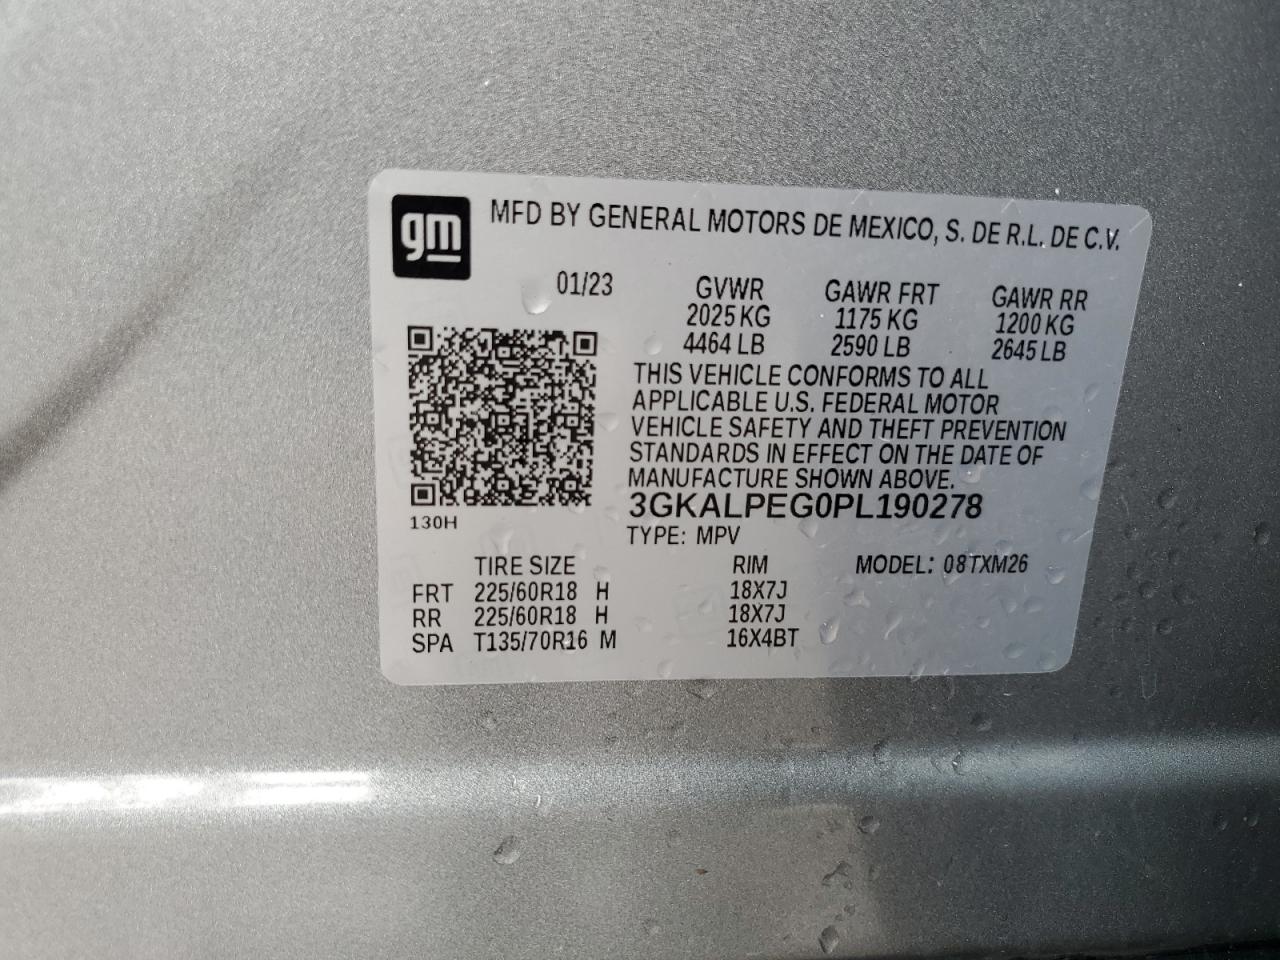 gm
MFD BY GENERAL MOTORS DE MEXICO, S. DE R.L. DE C.V.
01/23
GVWR GAWR FRT GAWR RR
2025 KG 1175 KG 1200 KG
4464 LB 2590 LB 2645 LB
THIS VEHICLE CONFORMS TO ALL
APPLICABLE U.S. FEDERAL MOTOR
VEHICLE SAFETY AND THEFT PREVENTION
STANDARDS IN EFFECT ON THE DATE OF
MANUFACTURE SHOWN ABOVE.
3GKALPEG0PL190278
130H
TYPE: MPV
TIRE SIZE RIM MODEL: 08TXM26
FRT 225/60R18 H 18X7J
RR 225/60R18 H 18X7J
SPA T135/70R16 M 16X4BT